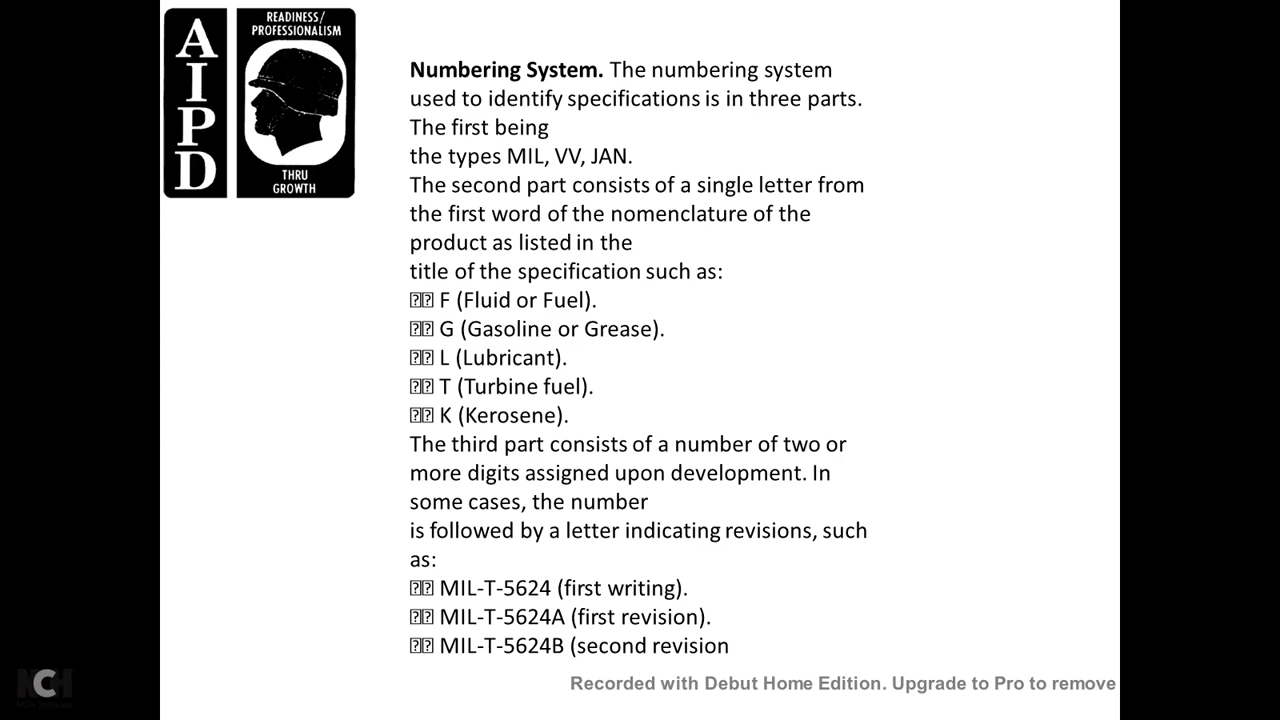 AIPD
READINESS/
PROFESSIONALISM
THRU
GROWTH
Numbering System. The numbering system
used to identify specifications is in three parts.
The first being
the types MIL, VV, JAN.
The second part consists of a single letter from
the first word of the nomenclature of the
product as listed in the
title of the specification such as:
⍰⍰ F (Fluid or Fuel).
⍰⍰ G (Gasoline or Grease).
⍰⍰ L (Lubricant).
⍰⍰ T (Turbine fuel).
⍰⍰ K (Kerosene).
The third part consists of a number of two or
more digits assigned upon development. In
some cases, the number
is followed by a letter indicating revisions, such
as:
⍰⍰ MIL-T-5624 (first writing).
⍰⍰ MIL-T-5624A (first revision).
⍰⍰ MIL-T-5624B (second revision
NCH
Recorded with Debut Home Edition. Upgrade to Pro to remove